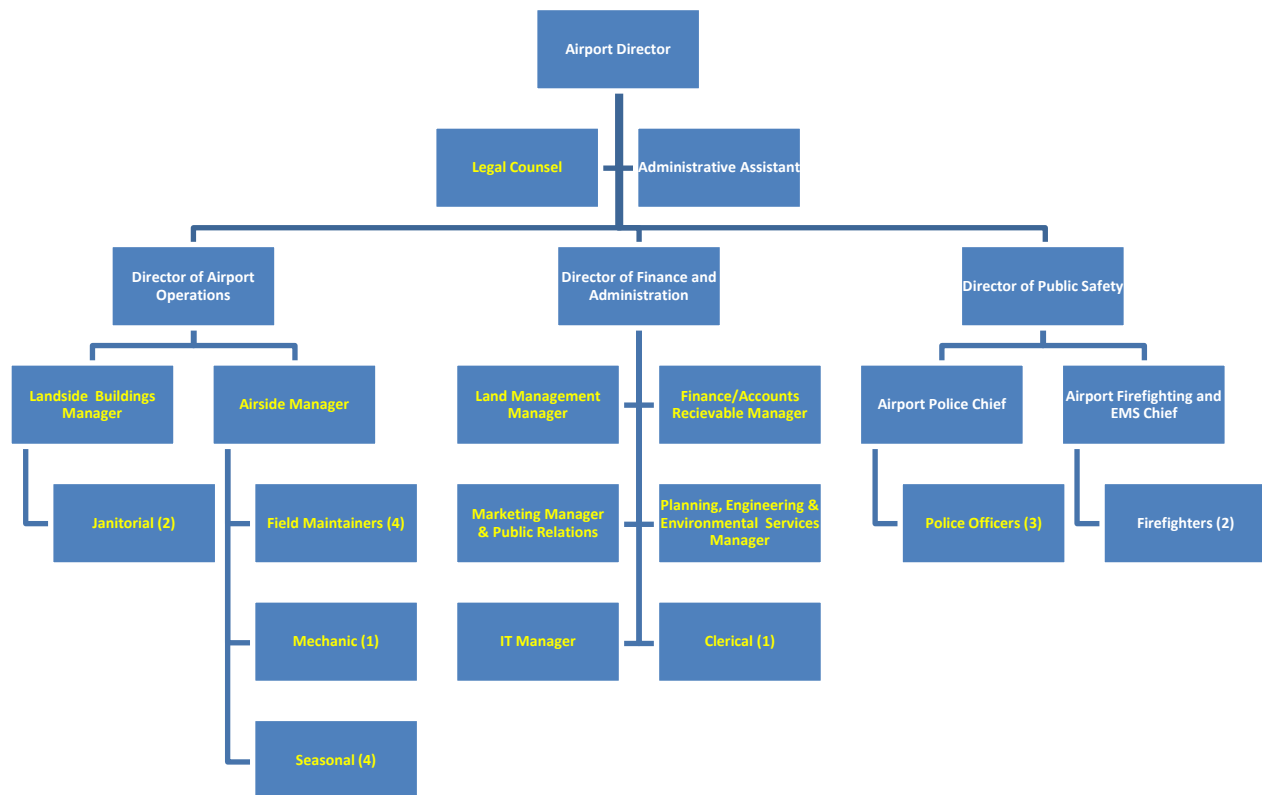 Airport Director
Legal Counsel
Administrative Assistant
Director of Airport
Operations
Director of Finance and
Administration
Director of Public Safety
Landside Buildings
Manager
Airside Manager
Land Management
Manager
Finance/Accounts
Recievable Manager
Airport Police Chief
Airport Firefighting and
EMS Chief
Janitorial (2)
Field Maintainers (4)
Marketing Manager
& Public Relations
Planning, Engineering &
Environmental Services
Manager
Police Officers (3)
Firefighters (2)
Mechanic (1)
IT Manager
Clerical (1)
Seasonal (4)